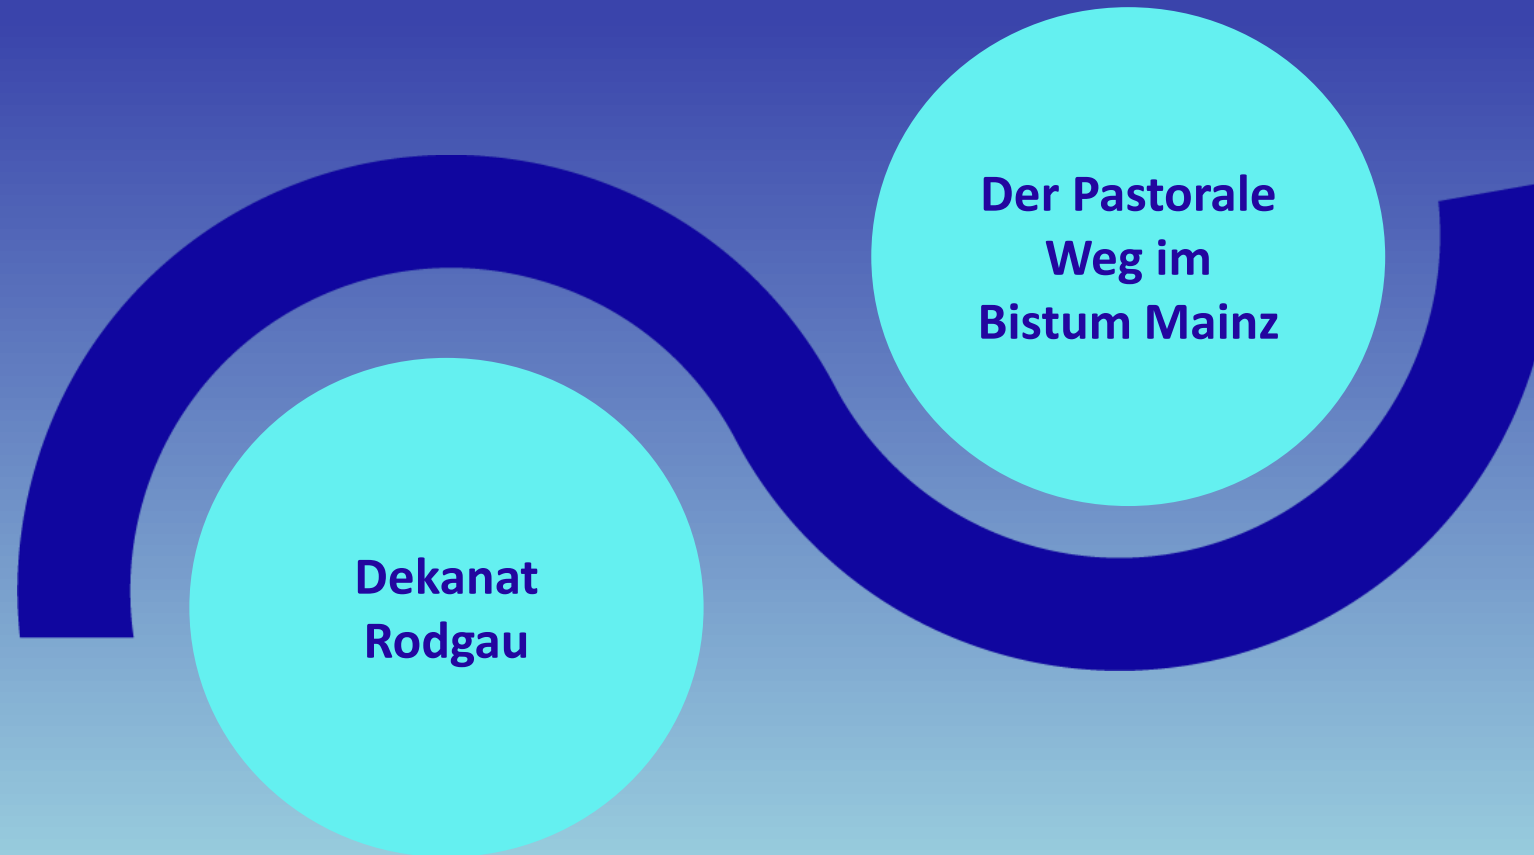 Der Pastorale
Weg im
Bistum Mainz
Dekanat
Rodgau